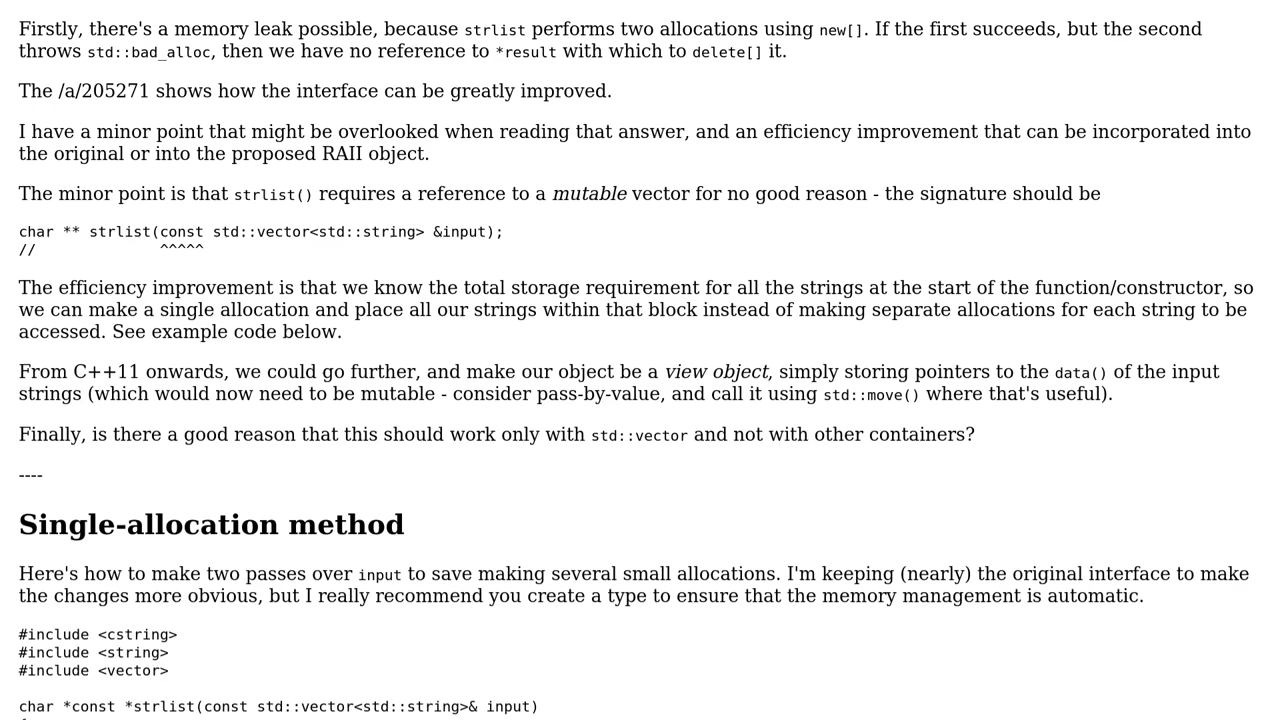 Firstly, there's a memory leak possible, because strlist performs two allocations using new[]. If the first succeeds, but the second
throws std::bad_alloc, then we have no reference to *result with which to delete[] it.
The /a/205271 shows how the interface can be greatly improved.
I have a minor point that might be overlooked when reading that answer, and an efficiency improvement that can be incorporated into
the original or into the proposed RAII object.
The minor point is that strlist() requires a reference to a mutable vector for no good reason - the signature should be
char ** strlist(const std::vector<std::string> &input);
//              ^^^^^
The efficiency improvement is that we know the total storage requirement for all the strings at the start of the function/constructor, so
we can make a single allocation and place all our strings within that block instead of making separate allocations for each string to be
accessed. See example code below.
From C++11 onwards, we could go further, and make our object be a view object, simply storing pointers to the data() of the input
strings (which would now need to be mutable - consider pass-by-value, and call it using std::move() where that's useful).
Finally, is there a good reason that this should work only with std::vector and not with other containers?
----
Single-allocation method
Here's how to make two passes over input to save making several small allocations. I'm keeping (nearly) the original interface to make
the changes more obvious, but I really recommend you create a type to ensure that the memory management is automatic.
#include <cstring>
#include <string>
#include <vector>
char *const *strlist(const std::vector<std::string>& input)